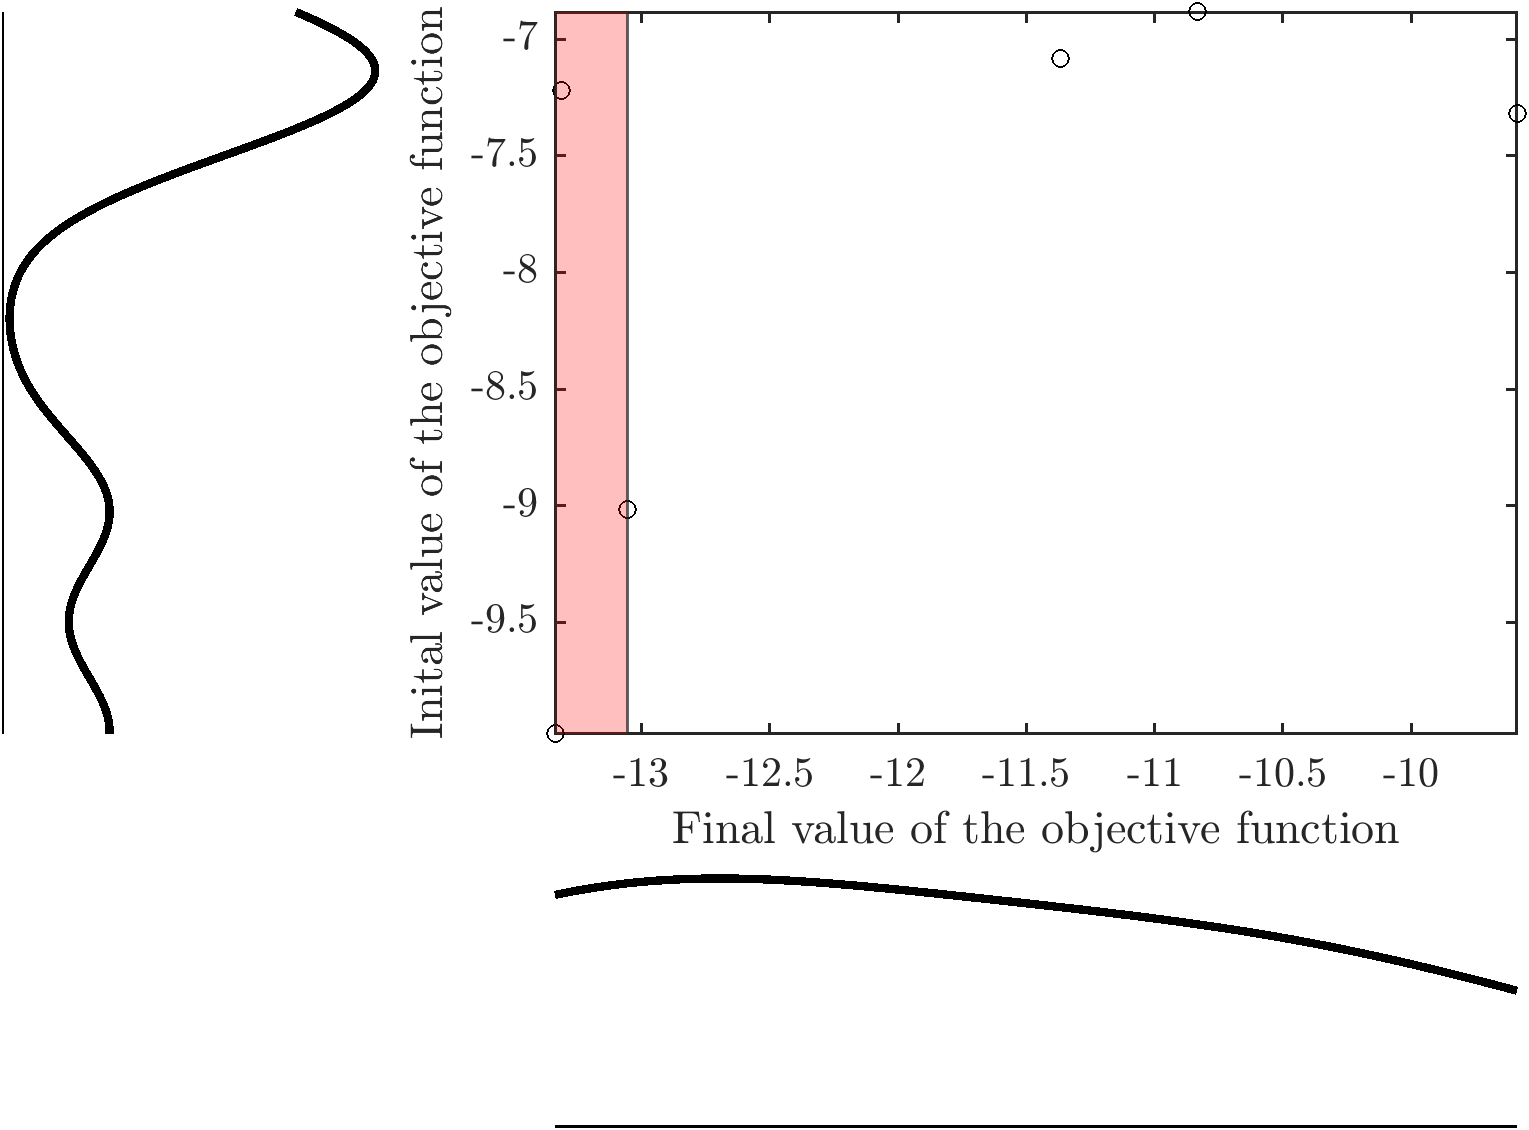 Inital value of the objective function
-7
-7.5
-8
-8.5
-9
-9.5
-13 -12.5 -12 -11.5 -11 -10.5 -10
Final value of the objective function